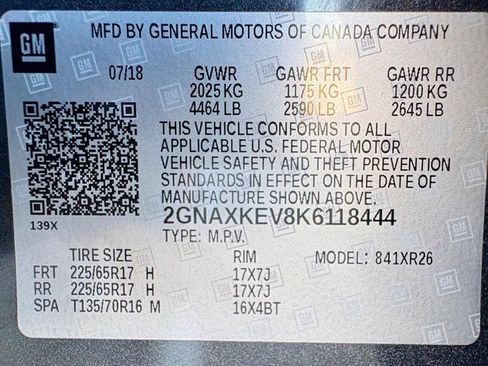 GM MFD BY GENERAL MOTORS OF CANADA COMPANY
07/18 GVWR GAWR FRT GAWR RR
2025 KG 1175 KG 1200 KG
4464 LB 2590 LB 2645 LB
THIS VEHICLE CONFORMS TO ALL
APPLICABLE U.S. FEDERAL MOTOR
VEHICLE SAFETY AND THEFT PREVENTION
STANDARDS IN EFFECT ON THE DATE
OF MANUFACTURE SHOWN ABOVE.
139X 2GNAXKEV8K6118444
TYPE: M.P.V.
TIRE SIZE RIM MODEL: 841XR26
FRT 225/65R17 H 17X7J
RR 225/65R17 H 17X7J
SPA T135/70R16 M 16X4BT